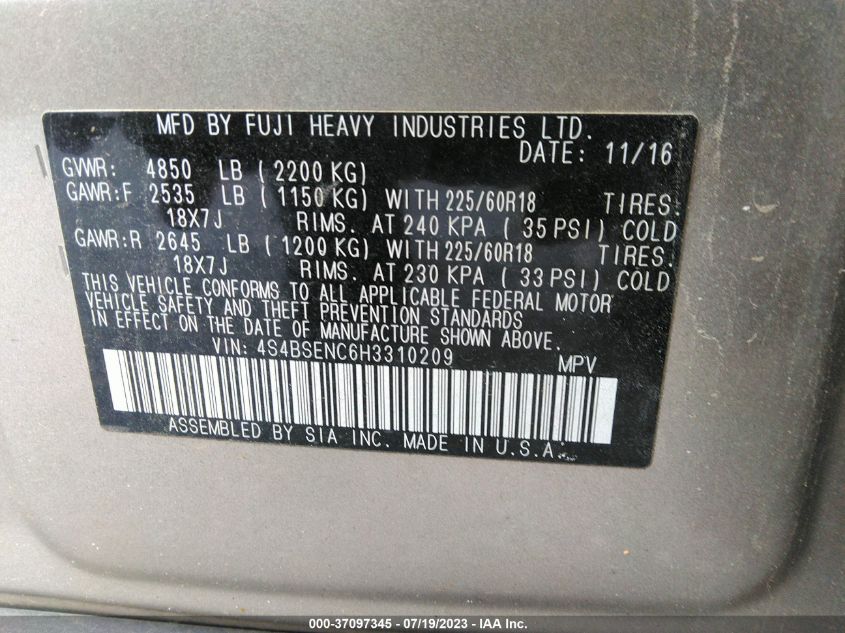 MFD BY FUJI HEAVY INDUSTRIES LTD.
DATE: 11/16
GVWR: 4850 LB (2200 KG)
GAWR:F 2535 LB (1150 KG) WITH 225/60R18 TIRES.
18X7J RIMS. AT 240 KPA (35 PSI) COLD
GAWR:R 2645 LB (1200 KG) WITH 225/60R18 TIRES.
18X7J RIMS. AT 230 KPA (33 PSI) COLD
THIS VEHICLE CONFORMS TO ALL APPLICABLE FEDERAL MOTOR
VEHICLE SAFETY AND THEFT PREVENTION STANDARDS
IN EFFECT ON THE DATE OF MANUFACTURE SHOWN ABOVE.
VIN: 4S4BSENC6H3310209
MPV
ASSEMBLED BY SIA INC. MADE IN U.S.A.
000-37097345 — 07/19/2023 — IAA Inc.